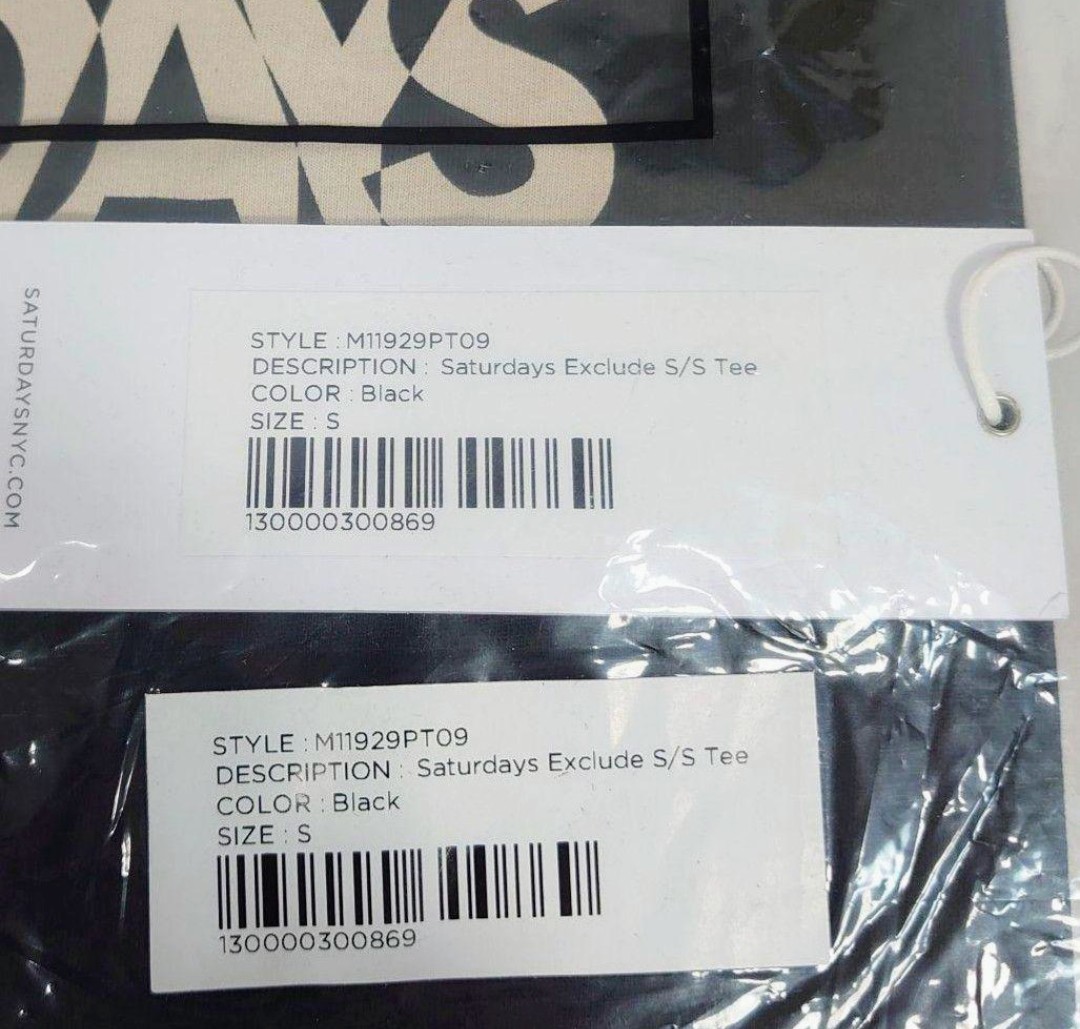 DAYS
SATURDAYSNYC.COM
STYLE : M11929PT09
DESCRIPTION : Saturdays Exclude S/S Tee
COLOR : Black
SIZE : S
130000300869
STYLE : M11929PT09
DESCRIPTION : Saturdays Exclude S/S Tee
COLOR : Black
SIZE : S
130000300869